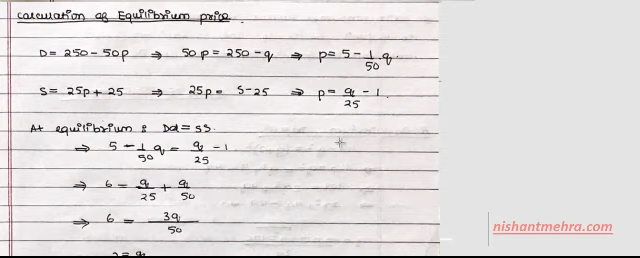 Calculation of Equilibrium price.
D = 250 - 50p ⇒ 50p = 250 - q ⇒ p = 5 - 1/50 q.
S = 25p + 25 ⇒ 25p = S - 25 ⇒ p = q/25 - 1.
At equilibrium : Dd = SS.
⇒ 5 - 1/50 q = q/25 - 1
⇒ 6 = q/25 + q/50
⇒ 6 = 3q/50
nishantmehra.com